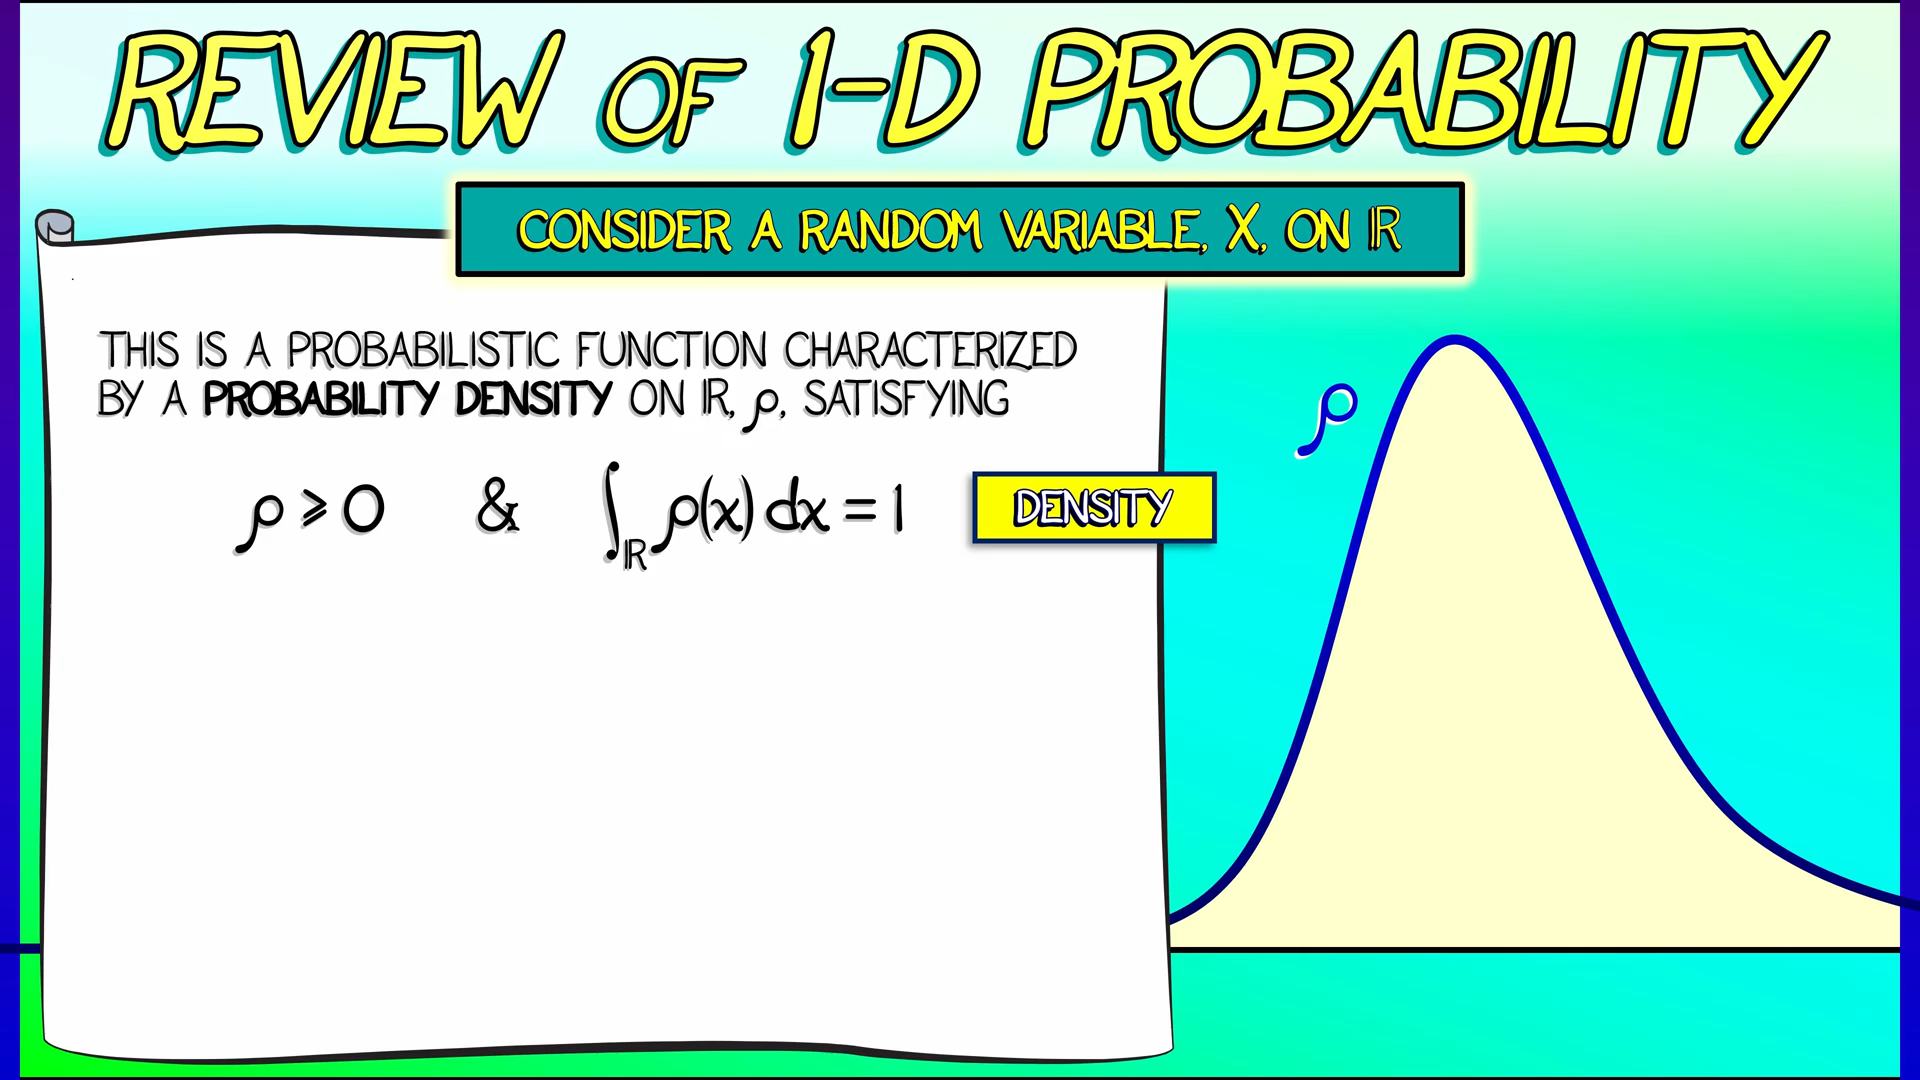 REVIEW OF 1-D PROBABILITY
CONSIDER A RANDOM VARIABLE, X, ON ℝ
THIS IS A PROBABILISTIC FUNCTION CHARACTERIZED
BY A PROBABILITY DENSITY ON ℝ, ρ, SATISFYING
ρ ⩾ 0 & ∫_ℝ ρ(x) dx = 1
DENSITY
ρ